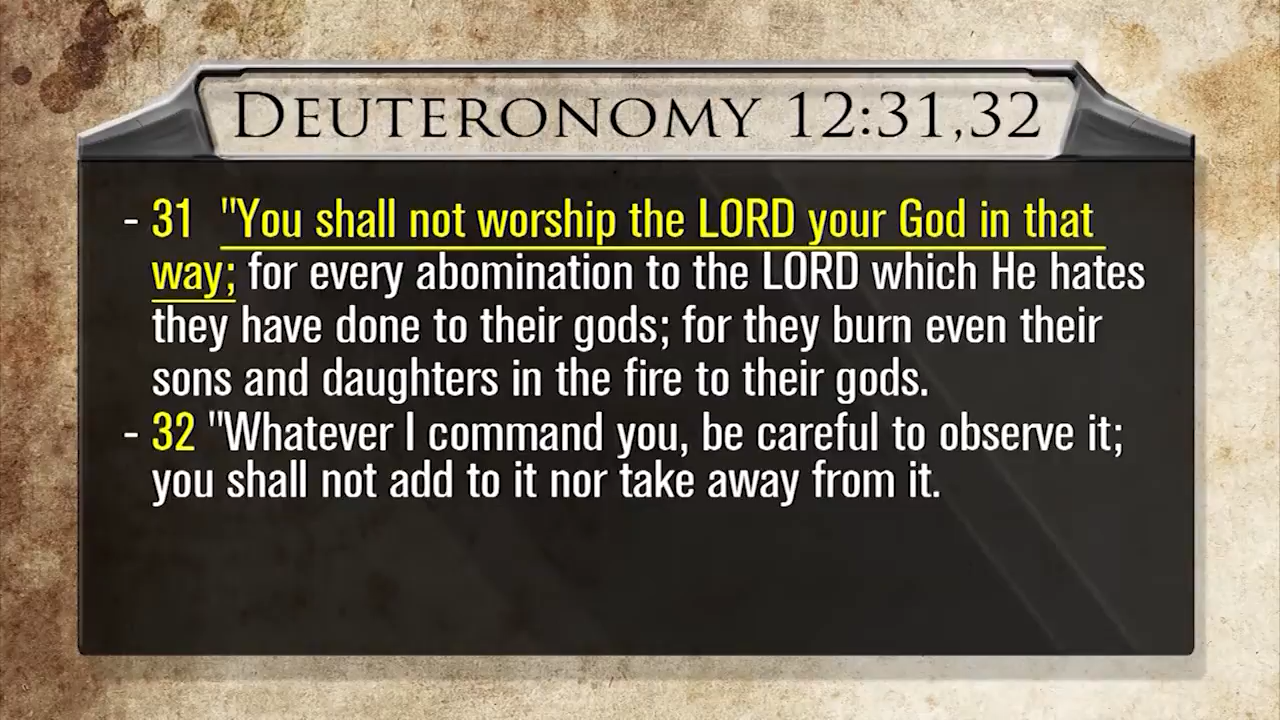 DEUTERONOMY 12:31,32
- 31 "You shall not worship the LORD your God in that
way; for every abomination to the LORD which He hates
they have done to their gods; for they burn even their
sons and daughters in the fire to their gods.
- 32 "Whatever I command you, be careful to observe it;
you shall not add to it nor take away from it.